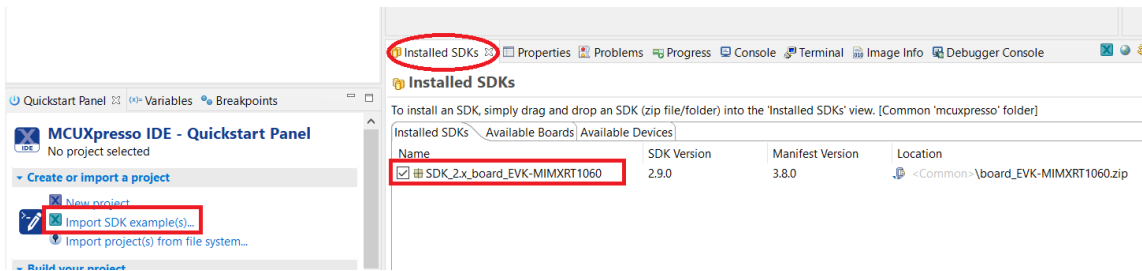 Installed SDKs Properties Problems Progress Console Terminal Image Info Debugger Console
Installed SDKs
To install an SDK, simply drag and drop an SDK (zip file/folder) into the 'Installed SDKs' view. [Common 'mcuxpresso' folder]
Installed SDKs Available Boards Available Devices
Name SDK Version Manifest Version Location
SDK_2.x_board_EVK-MIMXRT1060 2.9.0 3.8.0 <Common>\board_EVK-MIMXRT1060.zip
Quickstart Panel (x)= Variables Breakpoints
MCUXpresso IDE - Quickstart Panel
IDE
No project selected
Create or import a project
New project...
Import SDK example(s)...
Import project(s) from file system...
Build your project